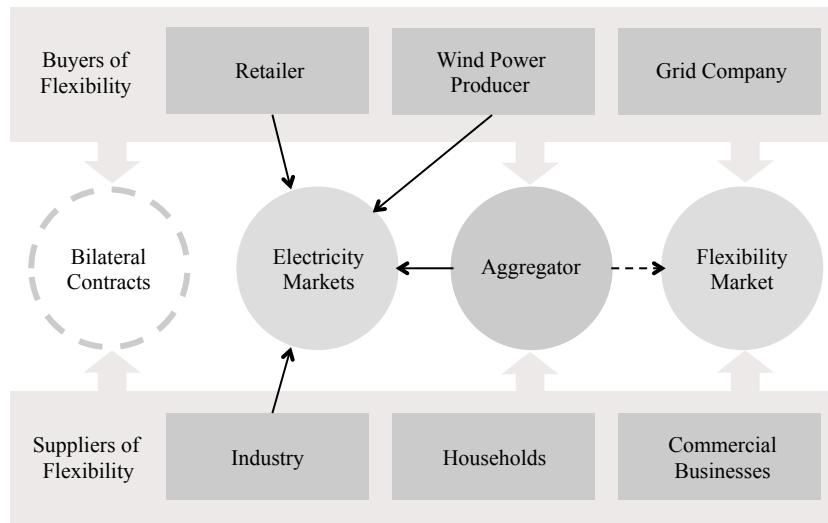 Buyers of
Flexibility
Retailer
Wind Power
Producer
Grid Company
Bilateral
Contracts
Electricity
Markets
Aggregator
Flexibility
Market
Suppliers of
Flexibility
Industry
Households
Commercial
Businesses